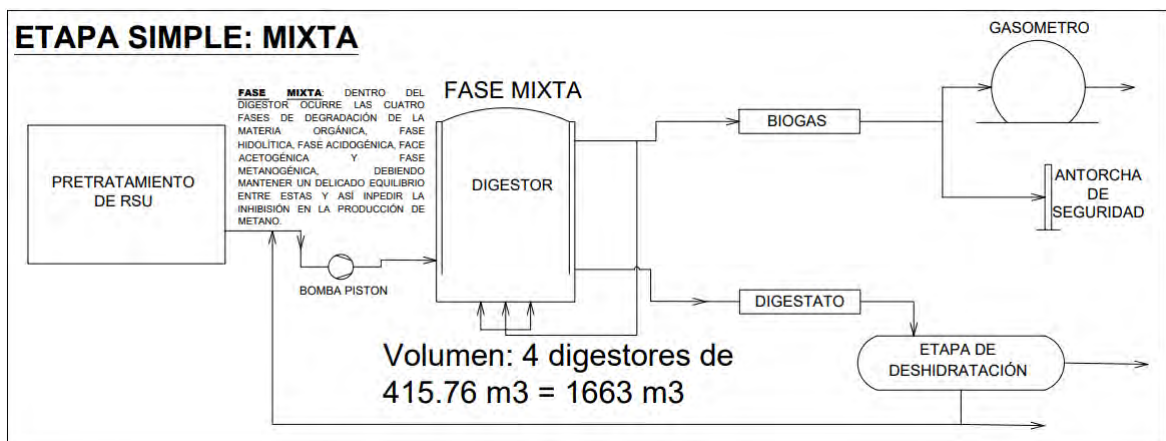 ETAPA SIMPLE: MIXTA
FASE MIXTA: DENTRO DEL
DIGESTOR OCURRE LAS CUATRO
FASES DE DEGRADACIÓN DE LA
MATERIA ORGÁNICA, FASE
HIDOLÍTICA, FASE ACIDOGÉNICA, FACE
ACETOGÉNICA Y FASE
METANOGÉNICA, DEBIENDO
MANTENER UN DELICADO EQUILIBRIO
ENTRE ESTAS Y ASÍ INPEDIR LA
INHIBISIÓN EN LA PRODUCCIÓN DE
METANO.
PRETRATAMIENTO
DE RSU
BOMBA PISTON
FASE MIXTA
DIGESTOR
BIOGAS
GASOMETRO
ANTORCHA
DE
SEGURIDAD
DIGESTATO
ETAPA DE
DESHIDRATACIÓN
Volumen: 4 digestores de
415.76 m3 = 1663 m3